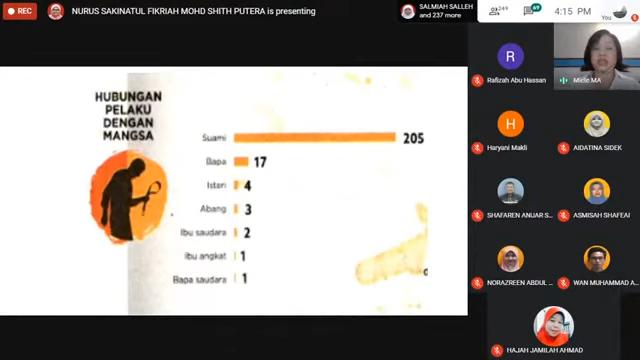 REC
NURUS SAKINATUL FIKRIAH MOHD SHITH PUTERA is presenting
SALMIAH SALLEH
and 237 more
249
69
4:15 PM
You
HUBUNGAN
PELAKU
DENGAN
MANGSA
Suami 205
Bapa 17
Isteri 4
Abang 3
Ibu saudara 2
Ibu angkat 1
Bapa saudara 1
R
Rafizah Abu Hassan
Miele MA
H
Haryani Makli
AIDATINA SIDEK
SHAFAREN ANUAR S...
ASMISAH SHAFEAI
NORAZREEN ABDUL ...
WAN MUHAMMAD A...
HAJAH JAMILAH AHMAD